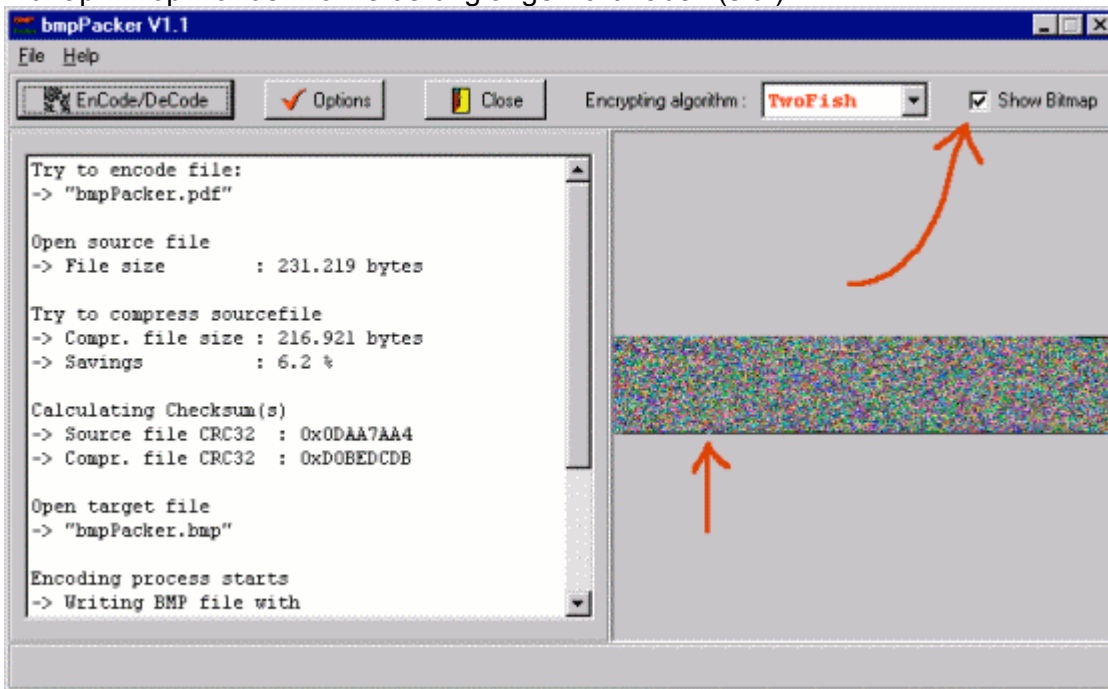 bmpPacker V1.1
File Help
EnCode/DeCode Options Close Encrypting algorithm : TwoFish Show Bitmap
Try to encode file:
-> "bmpPacker.pdf"
Open source file
-> File size : 231.219 bytes
Try to compress sourcefile
-> Compr. file size : 216.921 bytes
-> Savings : 6.2 %
Calculating Checksum(s)
-> Source file CRC32 : 0x0DAA7AA4
-> Compr. file CRC32 : 0xD0BEDCDB
Open target file
-> "bmpPacker.bmp"
Encoding process starts
-> Writing BMP file with